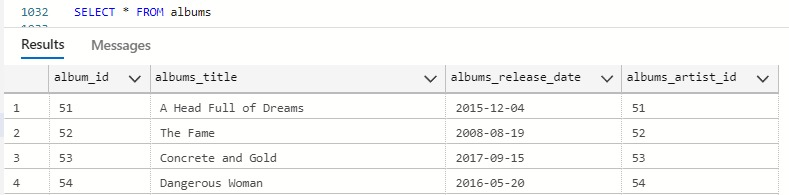 1032 SELECT * FROM albums
Results Messages
album_id albums_title albums_release_date albums_artist_id
1 51 A Head Full of Dreams 2015-12-04 51
2 52 The Fame 2008-08-19 52
3 53 Concrete and Gold 2017-09-15 53
4 54 Dangerous Woman 2016-05-20 54